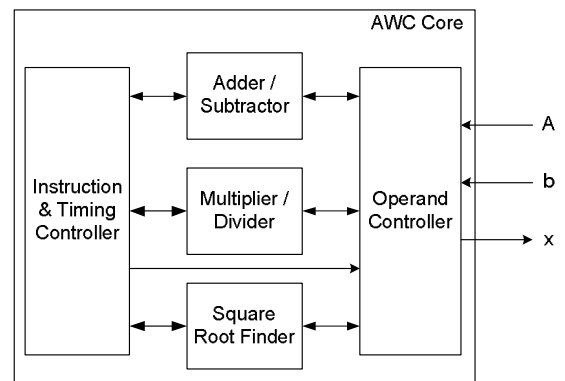 AWC Core
Adder /
Subtractor
Instruction
& Timing
Controller
Multiplier /
Divider
Operand
Controller
A
b
x
Square
Root Finder